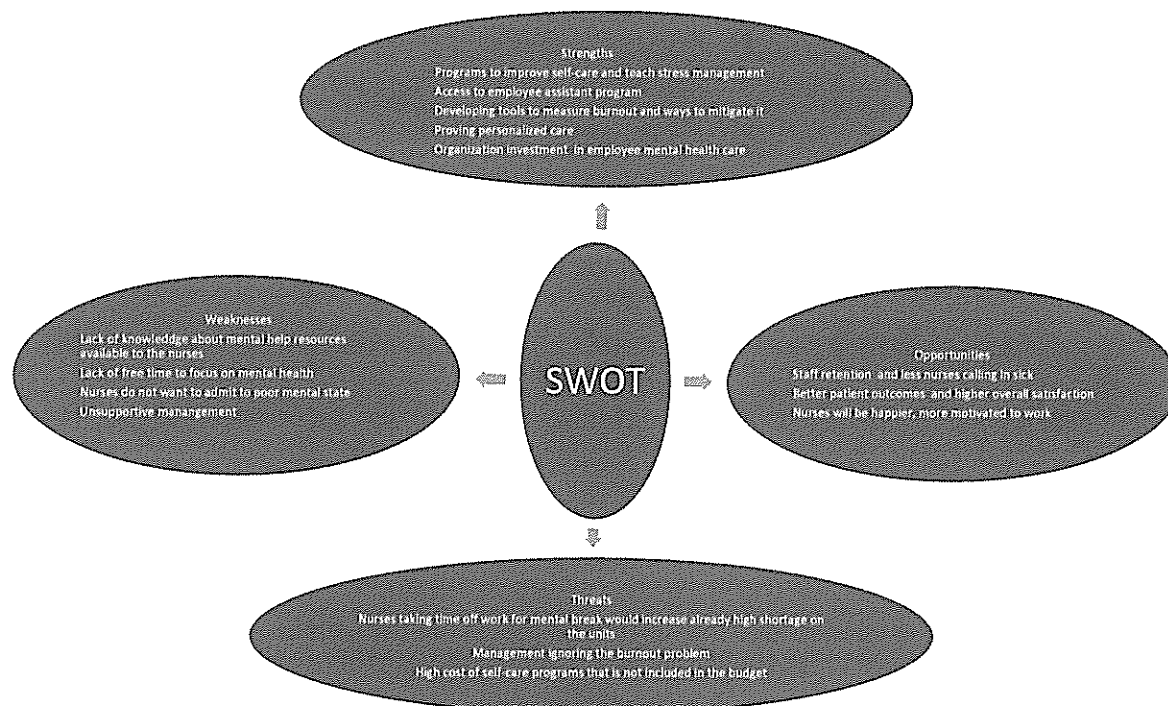 Strengths
Programs to improve self-care and teach stress management
Access to employee assistant program
Developing tools to measure burnout and ways to mitigate it
Proving personalized care
Organization investment in employee mental health care
Weaknesses
Lack of knowleddge about mental help resources
available to the nurses
Lack of free time to focus on mental health
Nurses do not want to admit to poor mental state
Unsupportive manangement
SWOT
Opportunities
Staff retention and less nurses calling in sick
Better patient outcomes and higher overall satisfaction
Nurses will be happier, more motivated to work
Threats
Nurses taking time off work for mental break would increase already high shortage on
the units
Management ignoring the burnout problem
High cost of self-care programs that is not included in the budget